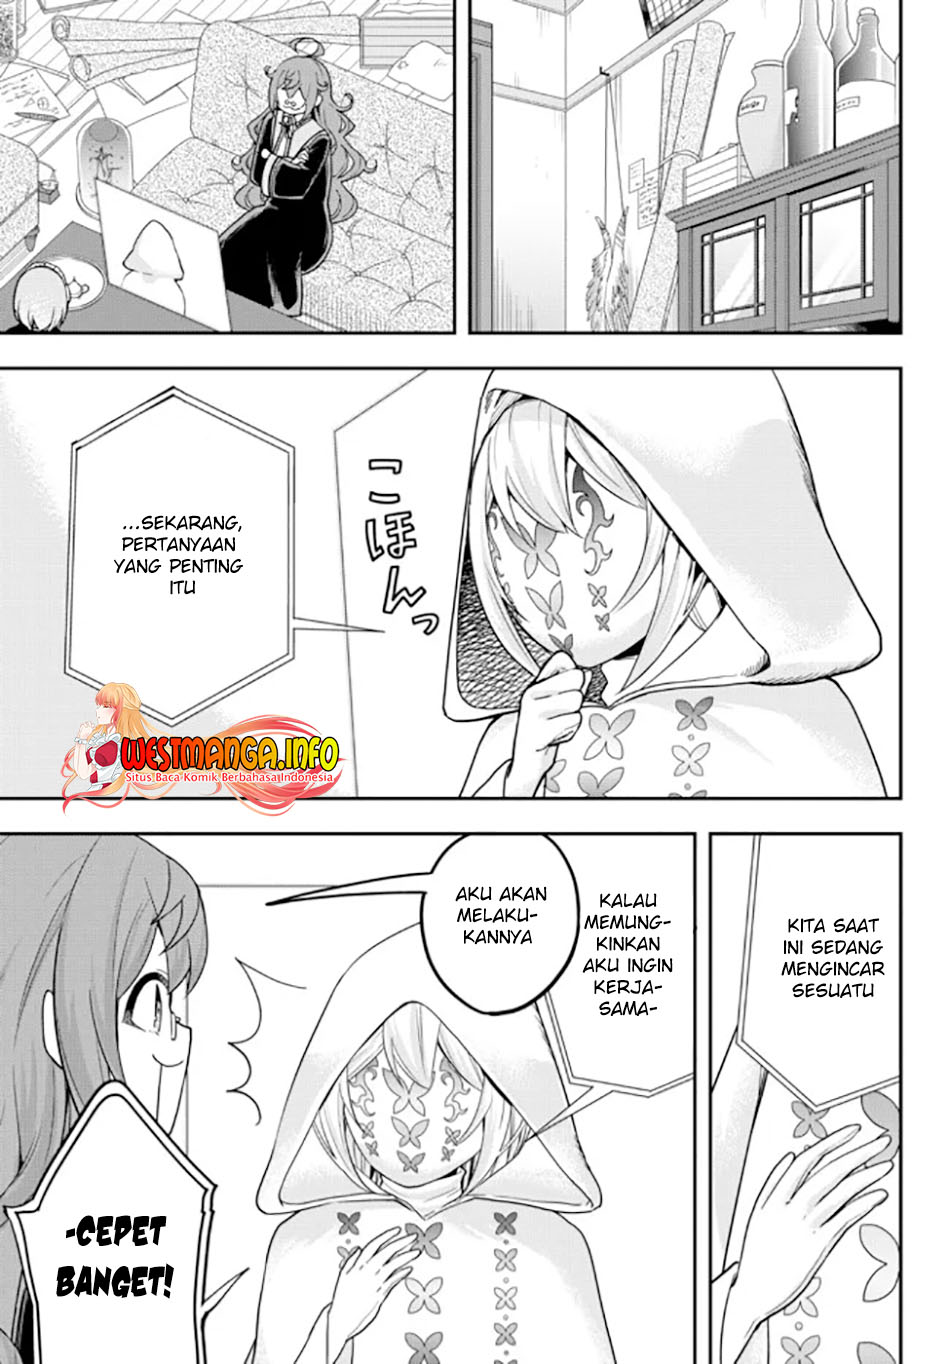 ...SEKARANG,
PERTANYAAN
YANG PENTING
ITU
こほんっ
WESTMANGA.INFO
Situs Baca Komik Berbahasa Indonesia
KITA SAAT
INI SEDANG
MENGINCAR
SESUATU
KALAU
MEMUNG-
KINKAN
AKU INGIN
KERJA-
SAMA-
AKU AKAN
MELAKU-
KANNYA
-CEPET
BANGET!